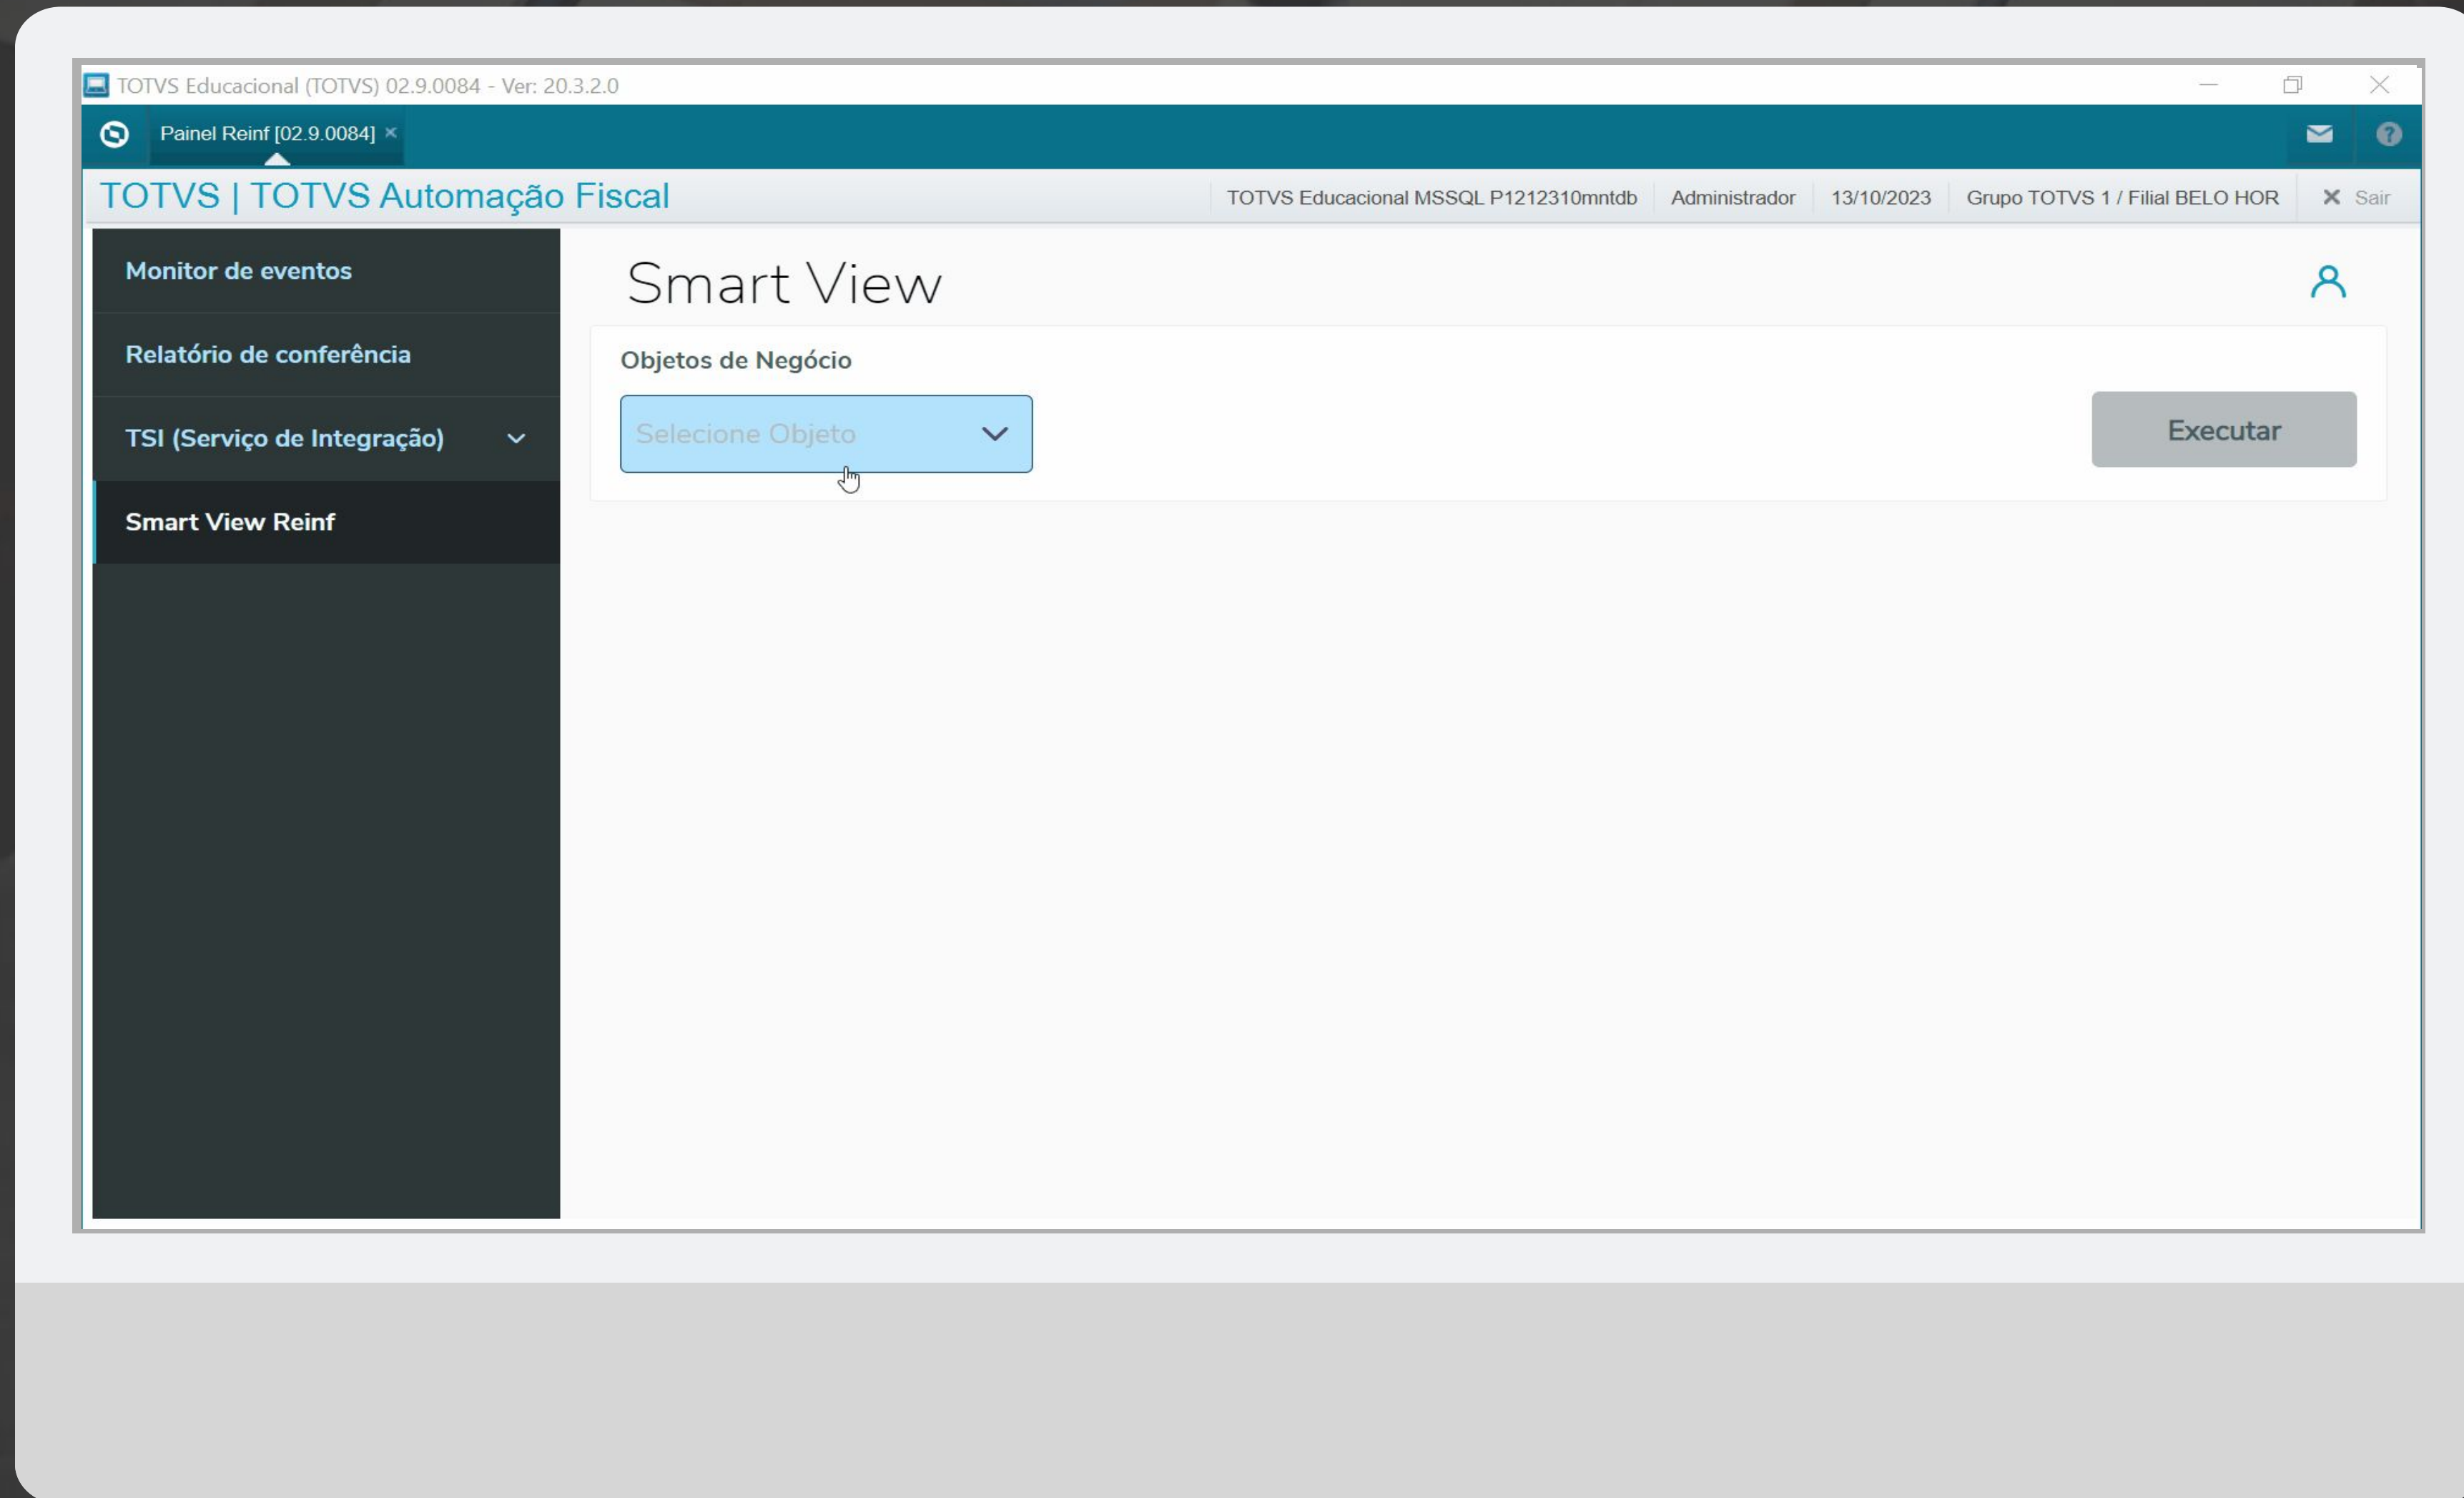 TOTVS Educacional (TOTVS) 02.9.0084 - Ver: 20.3.2.0
Painel Reinf [02.9.0084]
TOTVS | TOTVS Automação Fiscal
TOTVS Educacional MSSQL P1212310mntdb
Administrador
13/10/2023
Grupo TOTVS 1 / Filial BELO HOR
Sair
Monitor de eventos
Relatório de conferência
TSI (Serviço de Integração)
Smart View Reinf
Smart View
Objetos de Negócio
Selecione Objeto
Executar